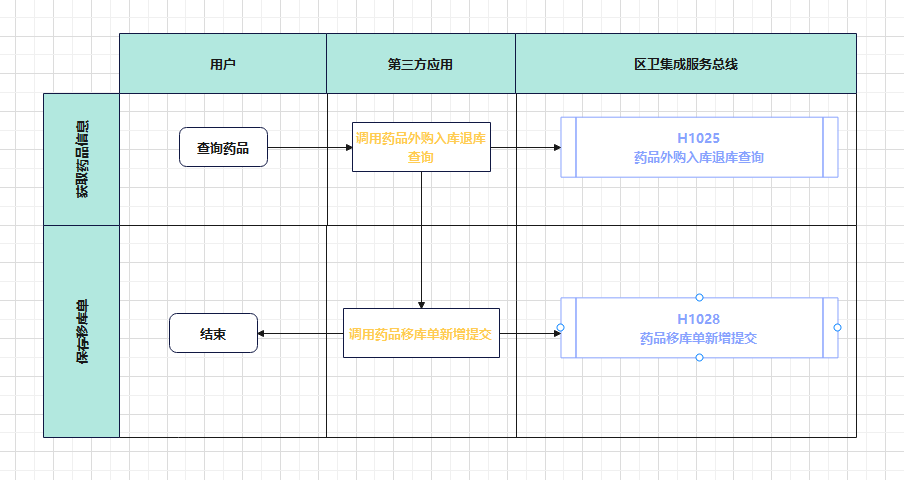 用户
第三方应用
区卫集成服务总线
获取药品信息
查询药品
调用药品外购入库退库
查询
H1025
药品外购入库退库查询
保存移库单
结束
调用药品移库单新增提交
H1028
药品移库单新增提交